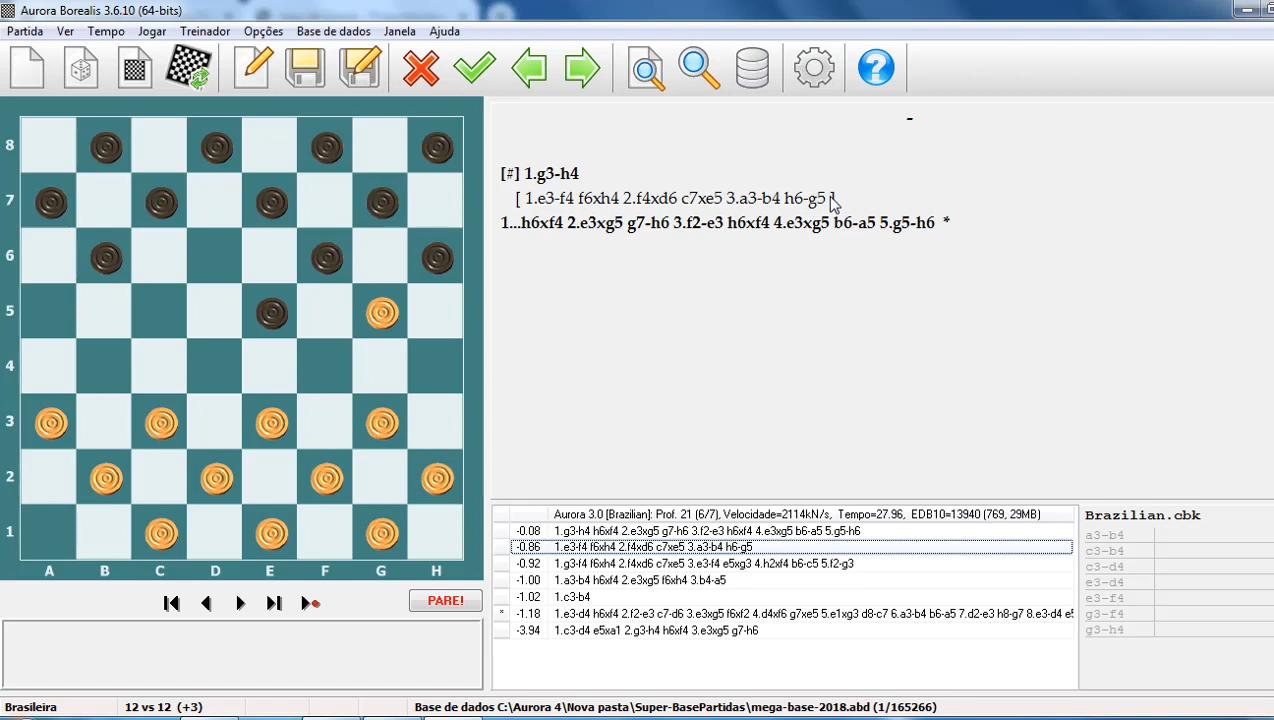 Aurora Borealis 3.6.10 (64-bits)
Partida Ver Tempo Jogar Treinador Opções Base de dados Janela Ajuda
-
[#] 1.g3-h4
[ 1.e3-f4 f6xh4 2.f4xd6 c7xe5 3.a3-b4 h6-g5 ]
1...h6xf4 2.e3xg5 g7-h6 3.f2-e3 h6xf4 4.e3xg5 b6-a5 5.g5-h6 *
8
7
6
5
4
3
2
1
A B C D E F G H
PARE!
Aurora 3.0 [Brazilian]: Prof. 21 (6/7), Velocidade=2114kN/s, Tempo=27.96, EDB10=13940 (769, 29MB)
-0.08 1.g3-h4 h6xf4 2.e3xg5 g7-h6 3.f2-e3 h6xf4 4.e3xg5 b6-a5 5.g5-h6
-0.86 1.e3-f4 f6xh4 2.f4xd6 c7xe5 3.a3-b4 h6-g5
-0.92 1.g3-f4 f6xh4 2.f4xd6 c7xe5 3.e3-f4 e5xg3 4.h2xf4 b6-c5 5.f2-g3
-1.00 1.a3-b4 h6xf4 2.e3xg5 f6xh4 3.b4-a5
-1.02 1.c3-b4
* -1.18 1.e3-d4 h6xf4 2.f2-e3 c7-d6 3.e3xg5 f6xf2 4.d4xf6 g7xe5 5.e1xg3 d8-c7 6.a3-b4 b6-a5 7.d2-e3 h8-g7 8.e3-d4 e5
-3.94 1.c3-d4 e5xa1 2.g3-h4 h6xf4 3.e3xg5 g7-h6
Brazilian.cbk
a3-b4
c3-b4
c3-d4
e3-d4
e3-f4
g3-f4
g3-h4
Brasileira 12 vs 12 (+3) Base de dados C:\Aurora 4\Nova pasta\Super-BasePartidas\mega-base-2018.abd (1/165266)